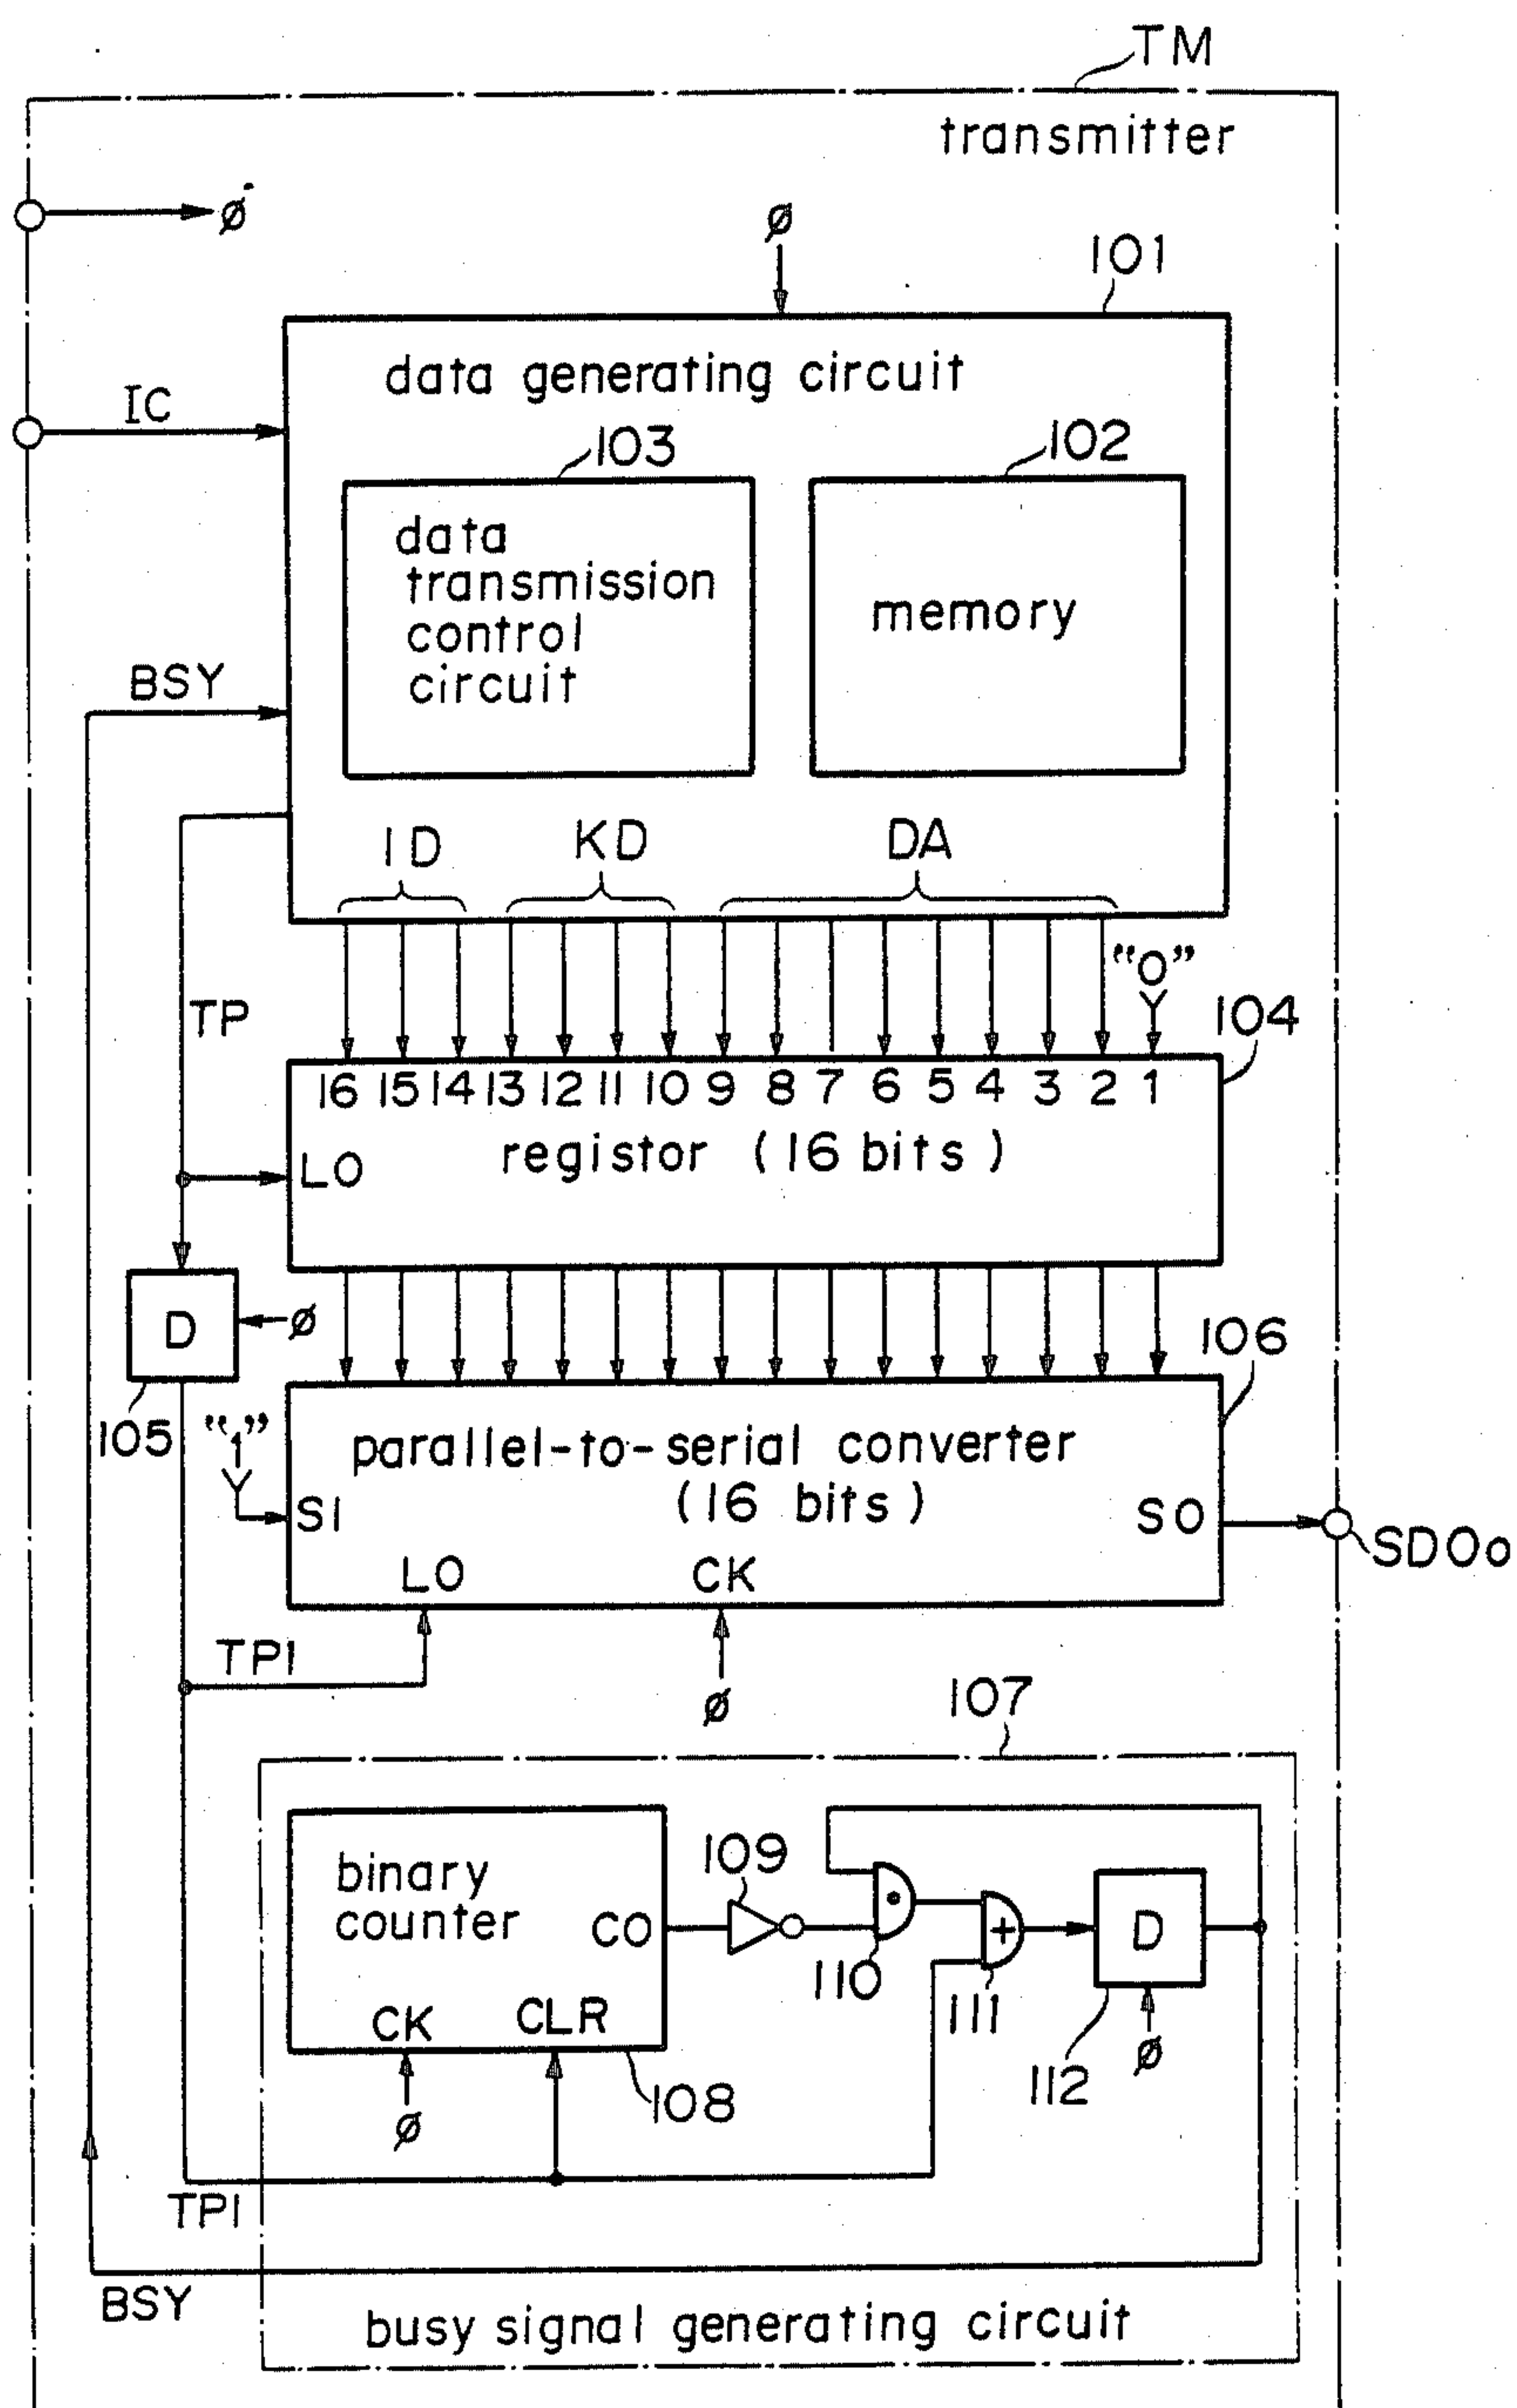 TM
transmitter
ø
ø
101
data generating circuit
IC
103
102
data
transmission
control
circuit
memory
BSY
ID
KD
DA
"0"
TP
104
16 15 14 13 12 11 10 9 8 7 6 5 4 3 2 1
registor (16 bits)
LO
D
ø
105
106
"1"
parallel-to-serial converter
(16 bits)
SI
SO
SDOo
LO
CK
TP1
ø
107
binary
counter
CO
109
110
111
D
112
ø
CK
CLR
108
ø
TP1
BSY
busy signal generating circuit